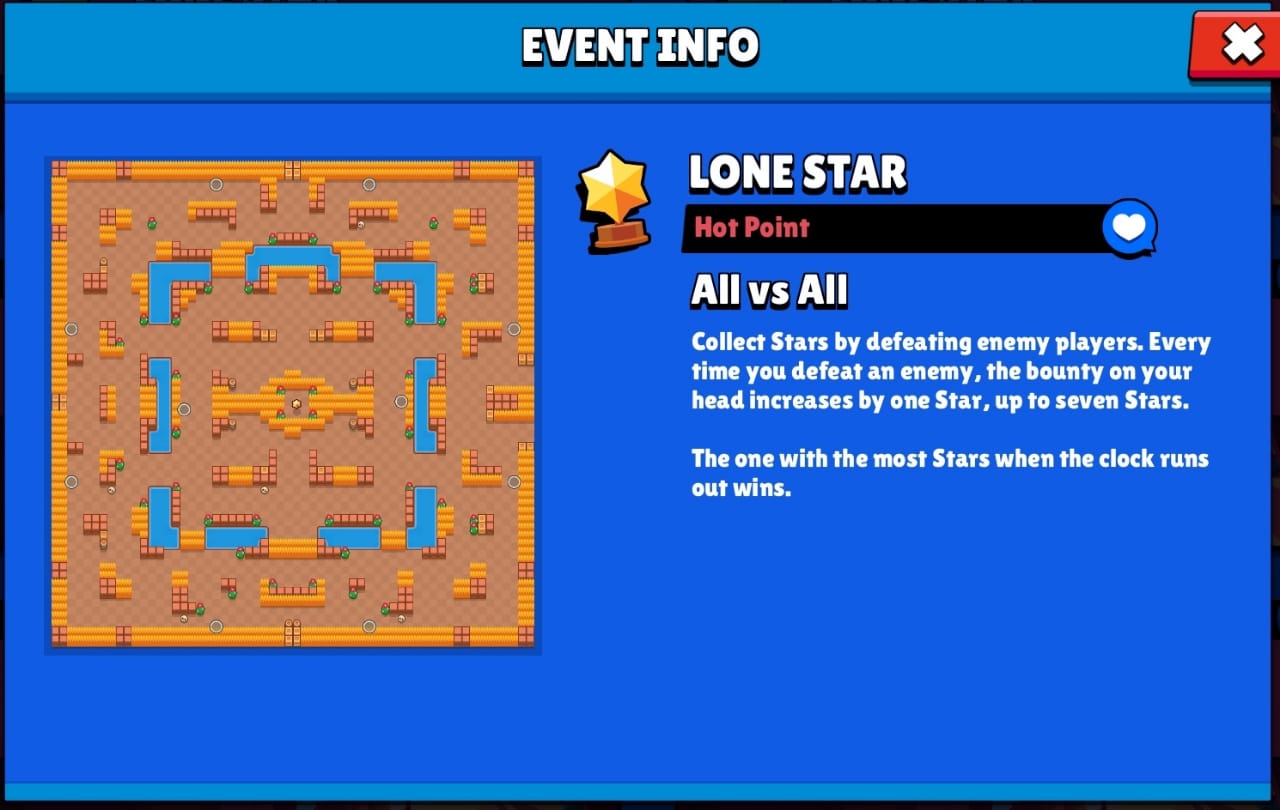 EVENT INFO
LONE STAR
Hot Point
All vs All
Collect Stars by defeating enemy players. Every
time you defeat an enemy, the bounty on your
head increases by one Star, up to seven Stars.
The one with the most Stars when the clock runs
out wins.